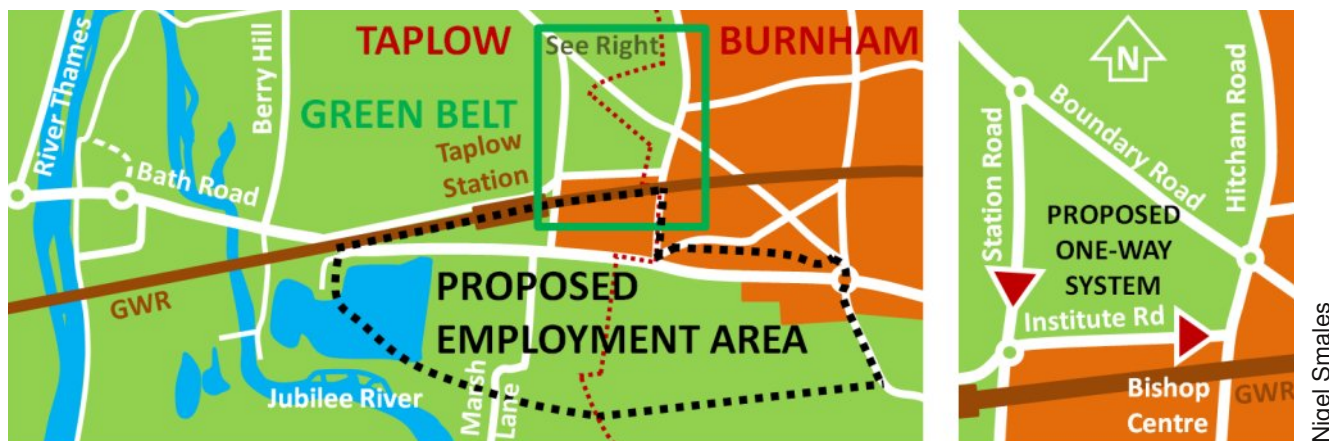 TAPLOW
See Right
BURNHAM
GREEN BELT
Taplow
Station
River Thames
Berry Hill
Bath Road
GWR
PROPOSED
EMPLOYMENT AREA
Marsh
Lane
Jubilee River
N
Station Road
Boundary Road
Hitcham Road
PROPOSED
ONE-WAY
SYSTEM
Institute Rd
Bishop
Centre
GWR
Nigel Smales